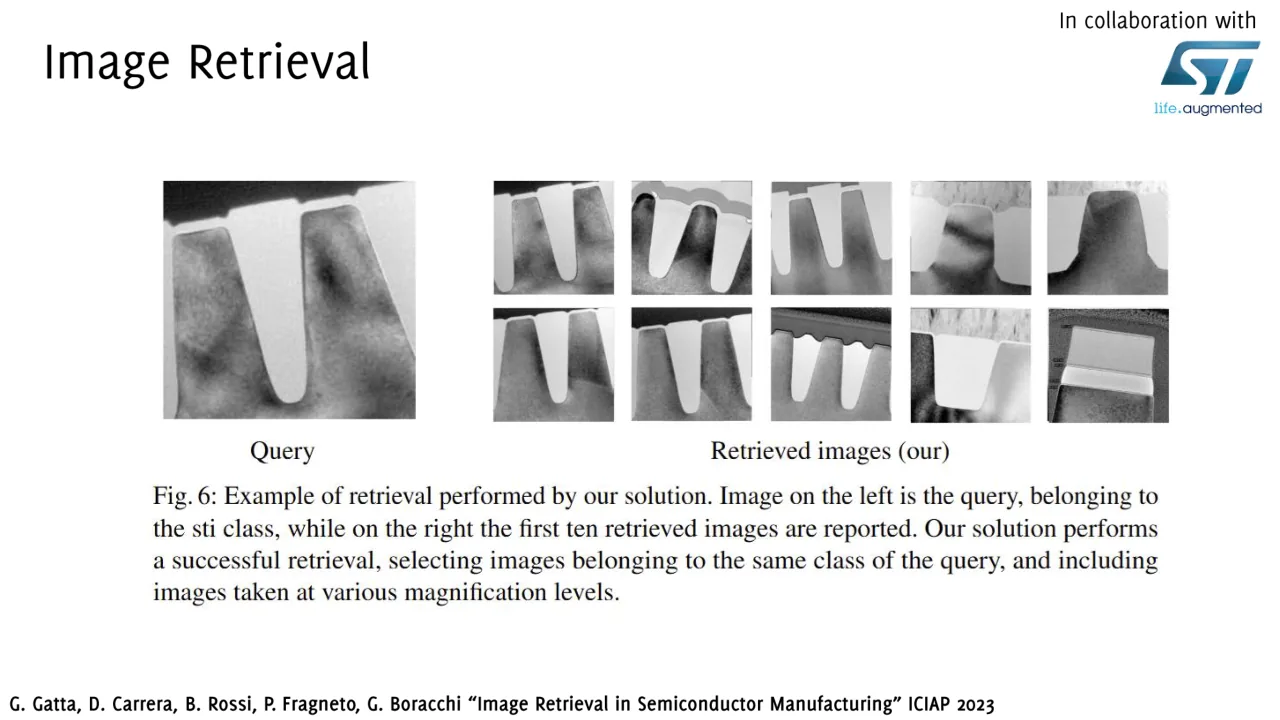 In collaboration with
Image Retrieval
ST
life.augmented
Query
Retrieved images (our)
Fig. 6: Example of retrieval performed by our solution. Image on the left is the query, belonging to
the sti class, while on the right the first ten retrieved images are reported. Our solution performs
a successful retrieval, selecting images belonging to the same class of the query, and including
images taken at various magnification levels.
G. Gatta, D. Carrera, B. Rossi, P. Fragneto, G. Boracchi “Image Retrieval in Semiconductor Manufacturing” ICIAP 2023